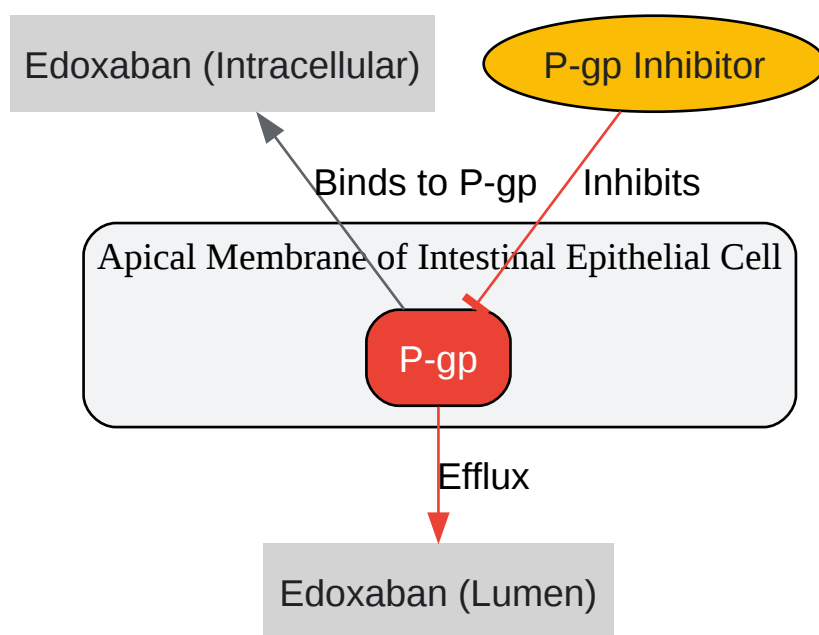 Edoxaban (Intracellular)
P-gp Inhibitor
Binds to P-gp
Inhibits
Apical Membrane of Intestinal Epithelial Cell
P-gp
Efflux
Edoxaban (Lumen)